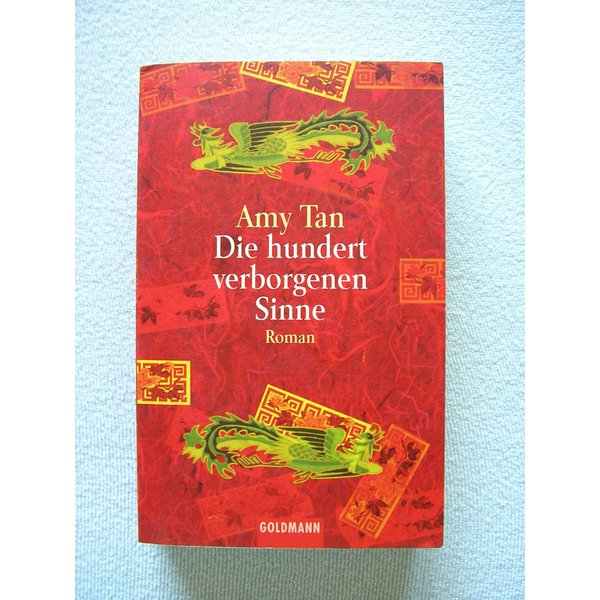 Amy Tan
Die hundert
verborgenen
Sinne
Roman
GOLDMANN